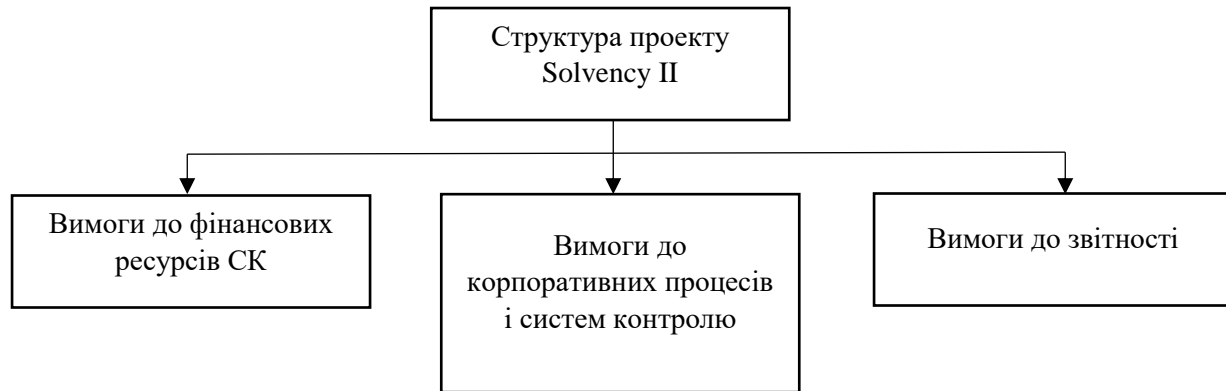 Структура проекту
Solvency II
Вимоги до фінансових
ресурсів СК
Вимоги до
корпоративних процесів
і систем контролю
Вимоги до звітності